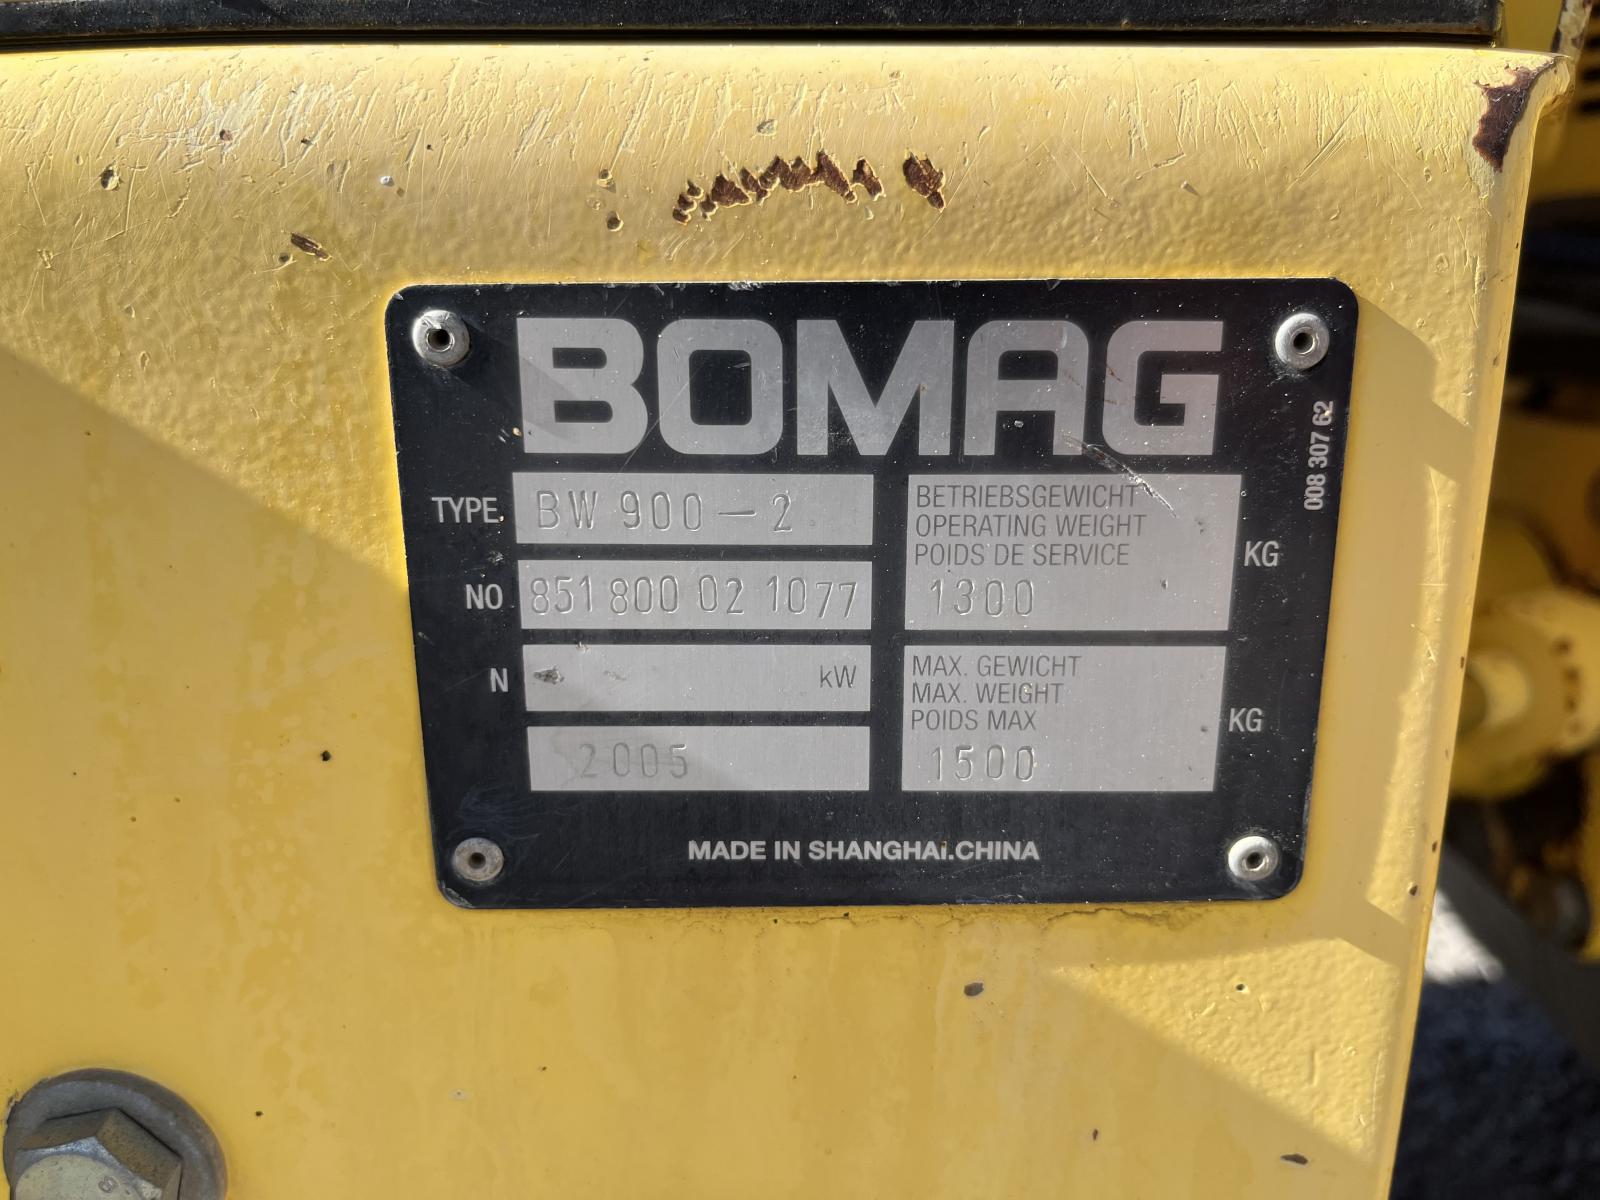 BOMAG
TYPE. BW 900-2
NO 851 800 02 1077
N kW
2005
BETRIEBSGEWICHT
OPERATING WEIGHT
POIDS DE SERVICE
1300 KG
MAX. GEWICHT
MAX. WEIGHT
POIDS MAX
1500 KG
008 307 62
MADE IN SHANGHAI.CHINA
8